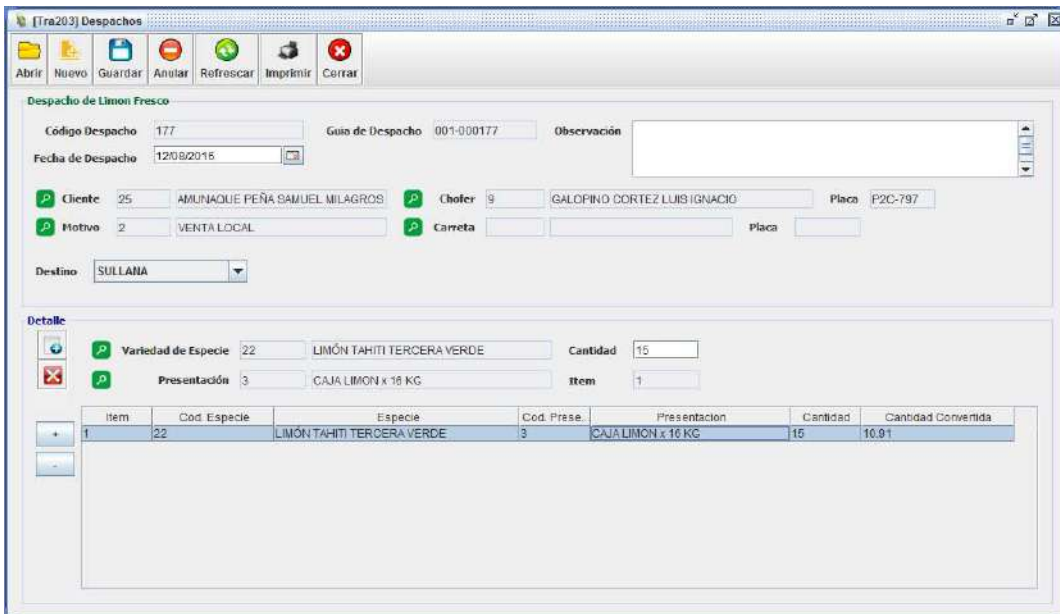 [Tra203] Despachos
Abrir Nuevo Guardar Anular Refrescar Imprimir Cerrar
Despacho de Limon Fresco
Código Despacho 177 Guia de Despacho 001-000177 Observación
Fecha de Despacho 12/08/2016
Cliente 25 AMUNAQUE PEÑA SAMUEL MILAGROS Chofer 9 GALOPINO CORTEZ LUIS IGNACIO Placa P2C-797
Motivo 2 VENTA LOCAL Carreta Placa
Destino SULLANA
Detalle
Variedad de Especie 22 LIMÓN TAHITI TERCERA VERDE Cantidad 15
Presentación 3 CAJA LIMON x 16 KG Item 1
Item Cod. Especie Especie Cod. Prese.. Presentacion Cantidad Cantidad Convertida
+ 1 22 LIMÓN TAHITI TERCERA VERDE 3 CAJA LIMON x 16 KG 15 10.91
-